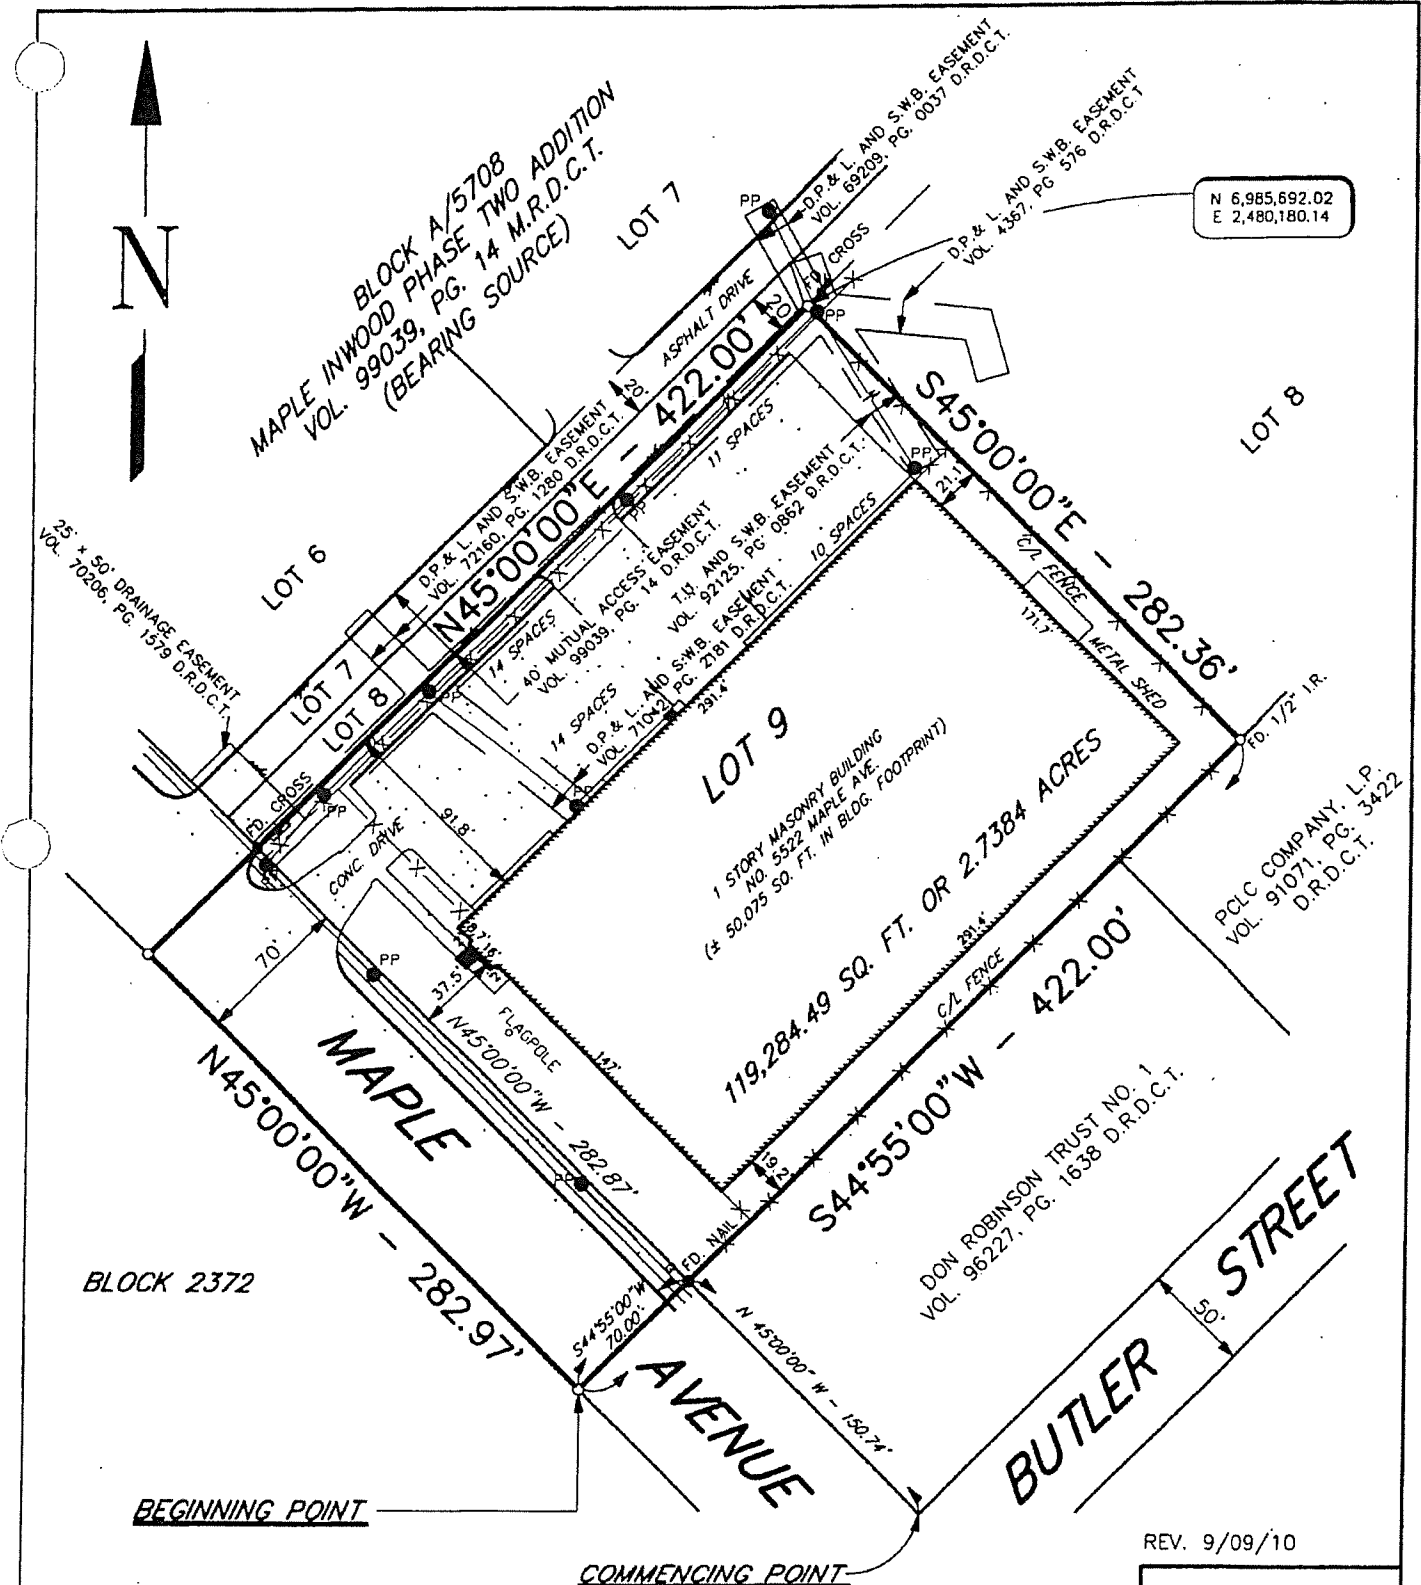 N
BLOCK A/5708
MAPLE INWOOD PHASE TWO ADDITION
VOL. 99039, PG. 14 M.R.D.C.T.
(BEARING SOURCE)
LOT 7
D.P.& L. AND S.W.B. EASEMENT
VOL. 69209, PG. 0037 D.R.D.C.T.
D.P.& L. AND S.W.B. EASEMENT
VOL. 4367, PG 576 D.R.D.C.T
N 6,985,692.02
E 2,480,180.14
PP
FD. CROSS
PP
ASPHALT DRIVE
20'
20'
N45°00'00"E - 422.00'
S45°00'00"E - 282.36'
LOT 8
11 SPACES
D.P.& L. AND S.W.B. EASEMENT
VOL. 72160, PG. 1280 D.R.D.C.T.
LOT 6
25' x 50' DRAINAGE EASEMENT
VOL. 70206, PG. 1579 D.R.D.C.T.
PP
PP
21.1'
10 SPACES
T.U. AND S.W.B. EASEMENT
VOL. 92125, PG. 0862 D.R.D.C.T.
40' MUTUAL ACCESS EASEMENT
VOL. 99039, PG. 14 D.R.D.C.T.
14 SPACES
C/L FENCE
171.7'
METAL SHED
LOT 7
LOT 8
PP
14 SPACES
D.P.& L. AND S.W.B. EASEMENT
VOL. 71042, PG. 2181 D.R.D.C.T.
291.4'
LOT 9
FD. 1/2" I.R.
FD. CROSS
PP
PP
91.8'
CONC. DRIVE
1 STORY MASONRY BUILDING
NO. 5522 MAPLE AVE.
(± 50,075 SQ. FT. IN BLDG. FOOTPRINT)
119,284.49 SQ. FT. OR 2.7384 ACRES
PCLC COMPANY, L.P.
VOL. 91071, PG. 3422
D.R.D.C.T.
70'
PP
37.5'
FLAGPOLE
291.4'
C/L FENCE
S44°55'00"W - 422.00'
MAPLE
N45°00'00"W - 282.87'
147'
N45°00'00"W - 282.97'
PP
19.2'
DON ROBINSON TRUST NO. 1
VOL. 96227, PG. 1638 D.R.D.C.T.
BLOCK 2372
FD. NAIL
S44°55'00"W
70.00'
N 45°00'00" W - 150.74'
50'
BUTLER STREET
AVENUE
BEGINNING POINT
COMMENCING POINT
REV. 9/09/10